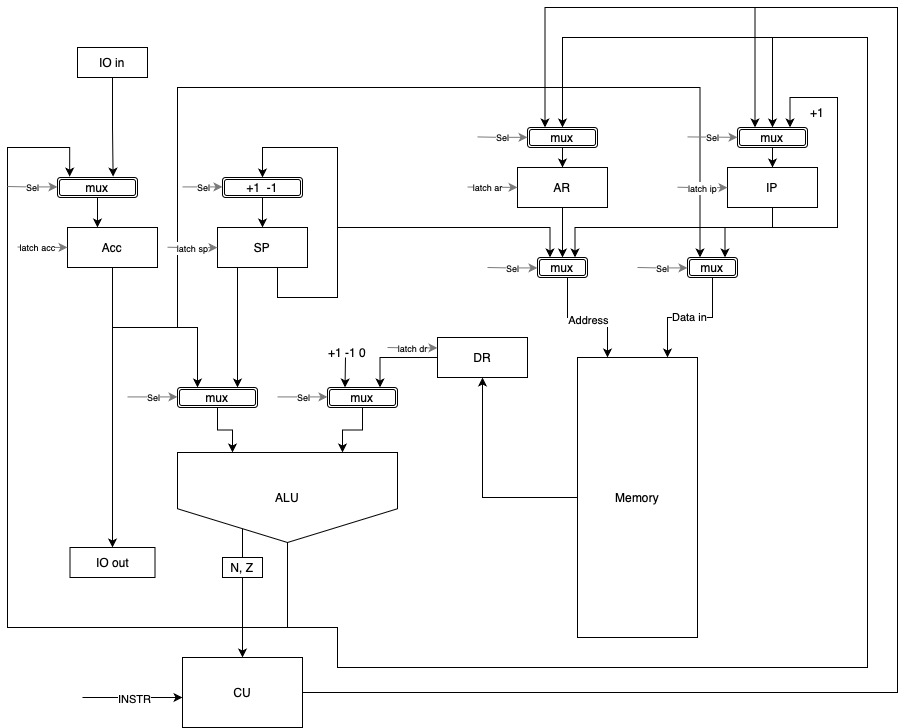 IO in
+1
Sel
mux
Sel
mux
Sel
mux
Sel
+1 -1
latch ar
AR
latch ip
IP
latch acc
Acc
latch sp
SP
Sel
mux
Sel
mux
Address
Data in
+1 -1 0
latch dr
DR
Sel
mux
Sel
mux
ALU
Memory
IO out
N, Z
CU
INSTR